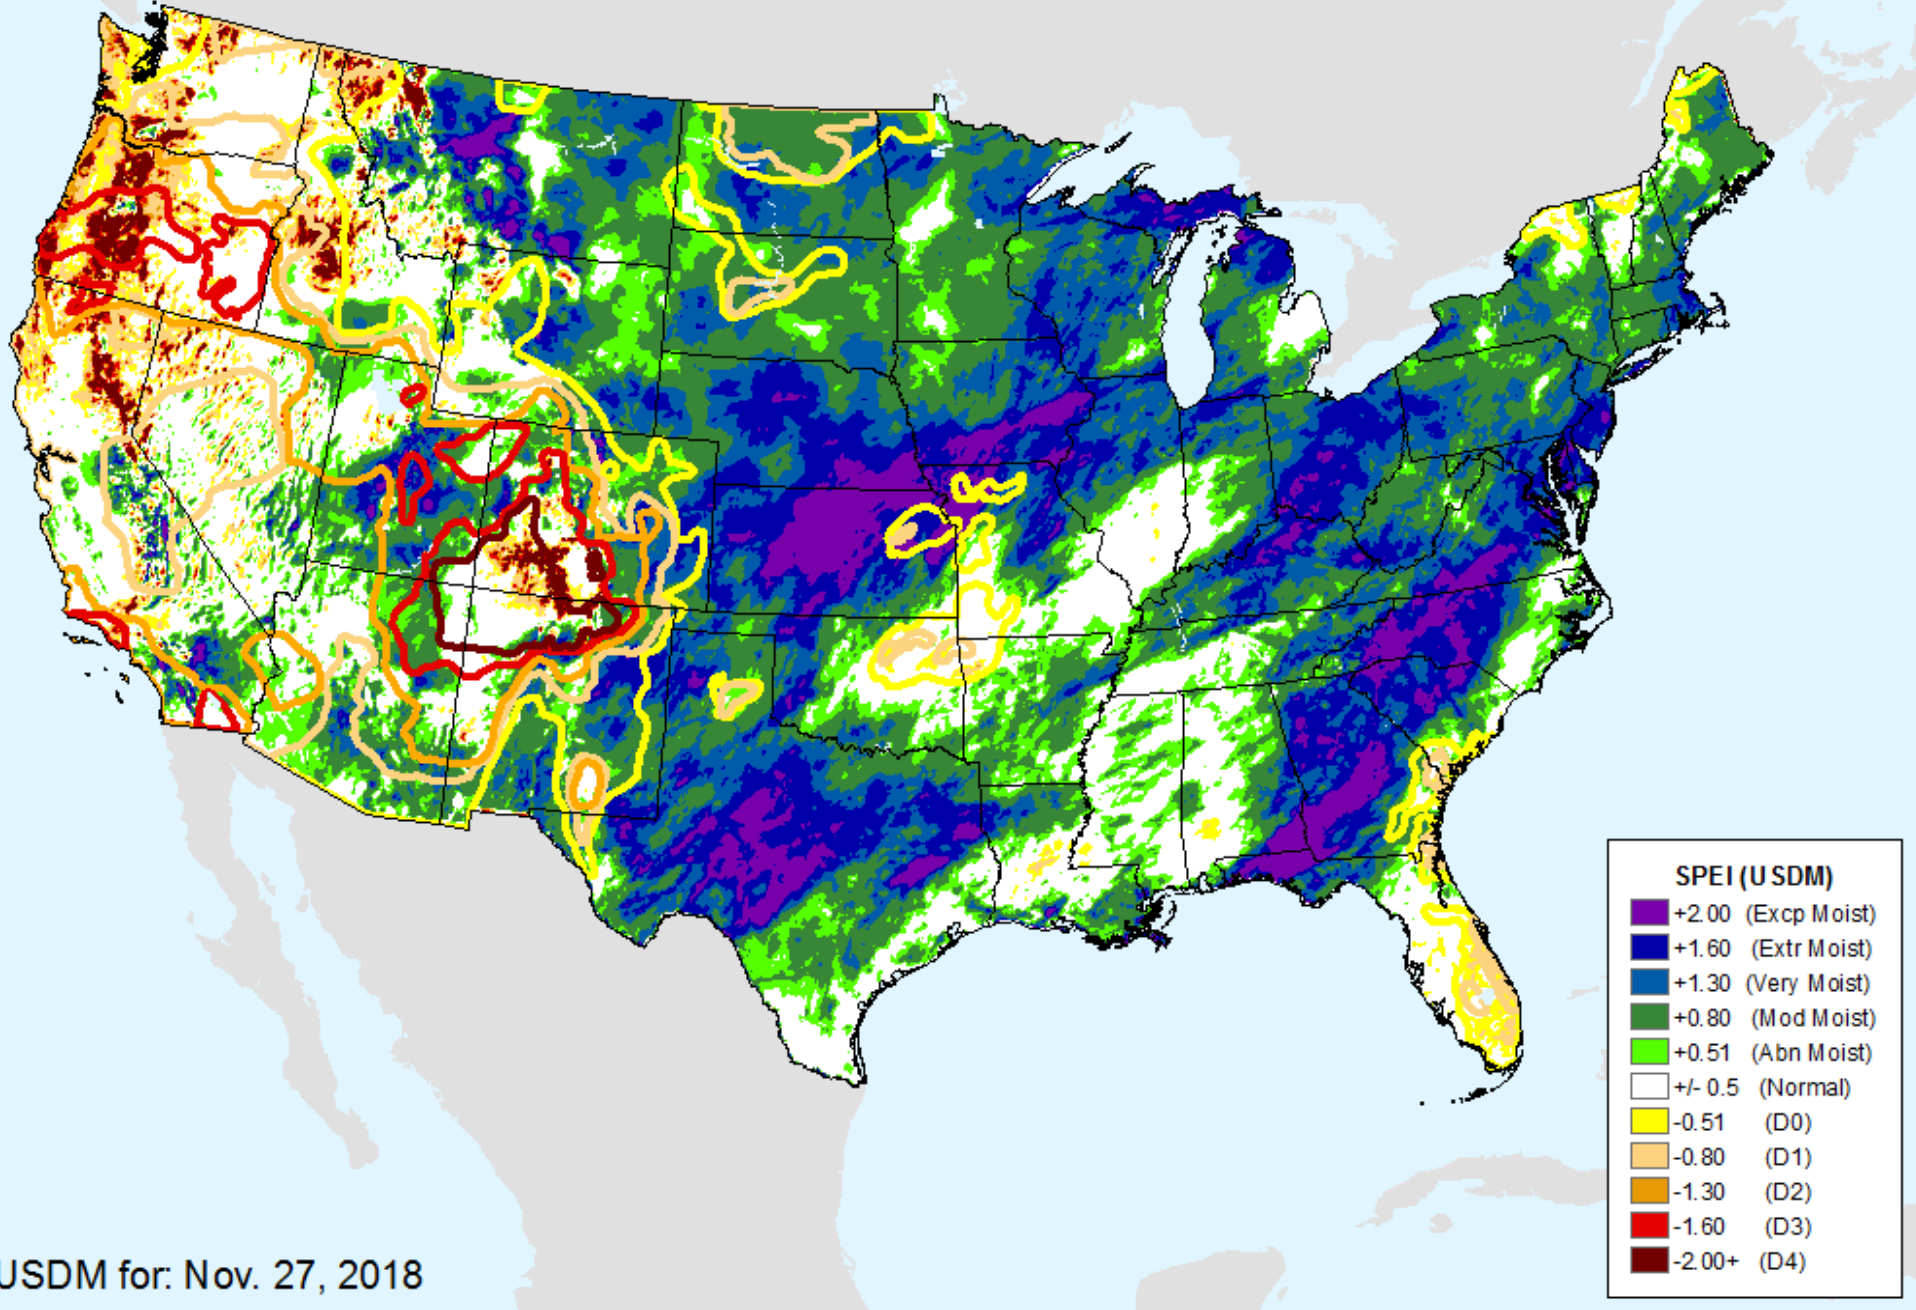 SPEI (USDM)
+2.00 (Excp Moist)
+1.60 (Extr Moist)
+1.30 (Very Moist)
+0.80 (Mod Moist)
+0.51 (Abn Moist)
+/- 0.5 (Normal)
-0.51 (D0)
-0.80 (D1)
-1.30 (D2)
-1.60 (D3)
-2.00+ (D4)
USDM for: Nov. 27, 2018